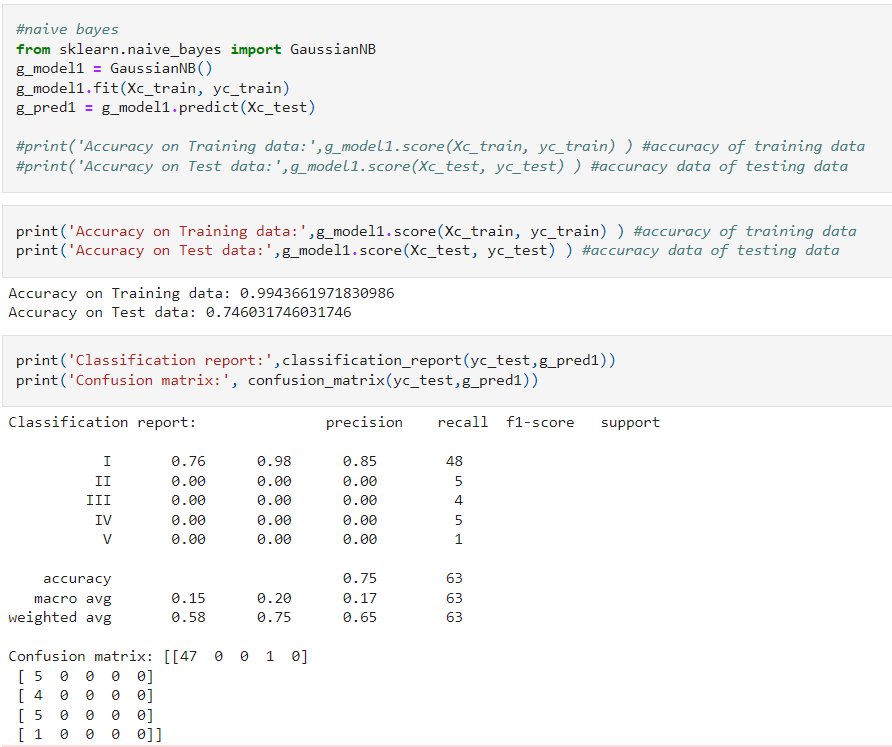 #naive bayes
from sklearn.naive_bayes import GaussianNB
g_model1 = GaussianNB()
g_model1.fit(Xc_train, yc_train)
g_pred1 = g_model1.predict(Xc_test)
#print('Accuracy on Training data:',g_model1.score(Xc_train, yc_train) ) #accuracy of training data
#print('Accuracy on Test data:',g_model1.score(Xc_test, yc_test) ) #accuracy data of testing data
print('Accuracy on Training data:',g_model1.score(Xc_train, yc_train) ) #accuracy of training data
print('Accuracy on Test data:',g_model1.score(Xc_test, yc_test) ) #accuracy data of testing data
Accuracy on Training data: 0.9943661971830986
Accuracy on Test data: 0.746031746031746
print('Classification report:',classification_report(yc_test,g_pred1))
print('Confusion matrix:', confusion_matrix(yc_test,g_pred1))
Classification report:               precision    recall  f1-score   support
           I       0.76      0.98      0.85        48
          II       0.00      0.00      0.00         5
         III       0.00      0.00      0.00         4
          IV       0.00      0.00      0.00         5
           V       0.00      0.00      0.00         1
    accuracy                           0.75        63
   macro avg       0.15      0.20      0.17        63
weighted avg       0.58      0.75      0.65        63
Confusion matrix: [[47  0  0  1  0]
 [ 5  0  0  0  0]
 [ 4  0  0  0  0]
 [ 5  0  0  0  0]
 [ 1  0  0  0  0]]